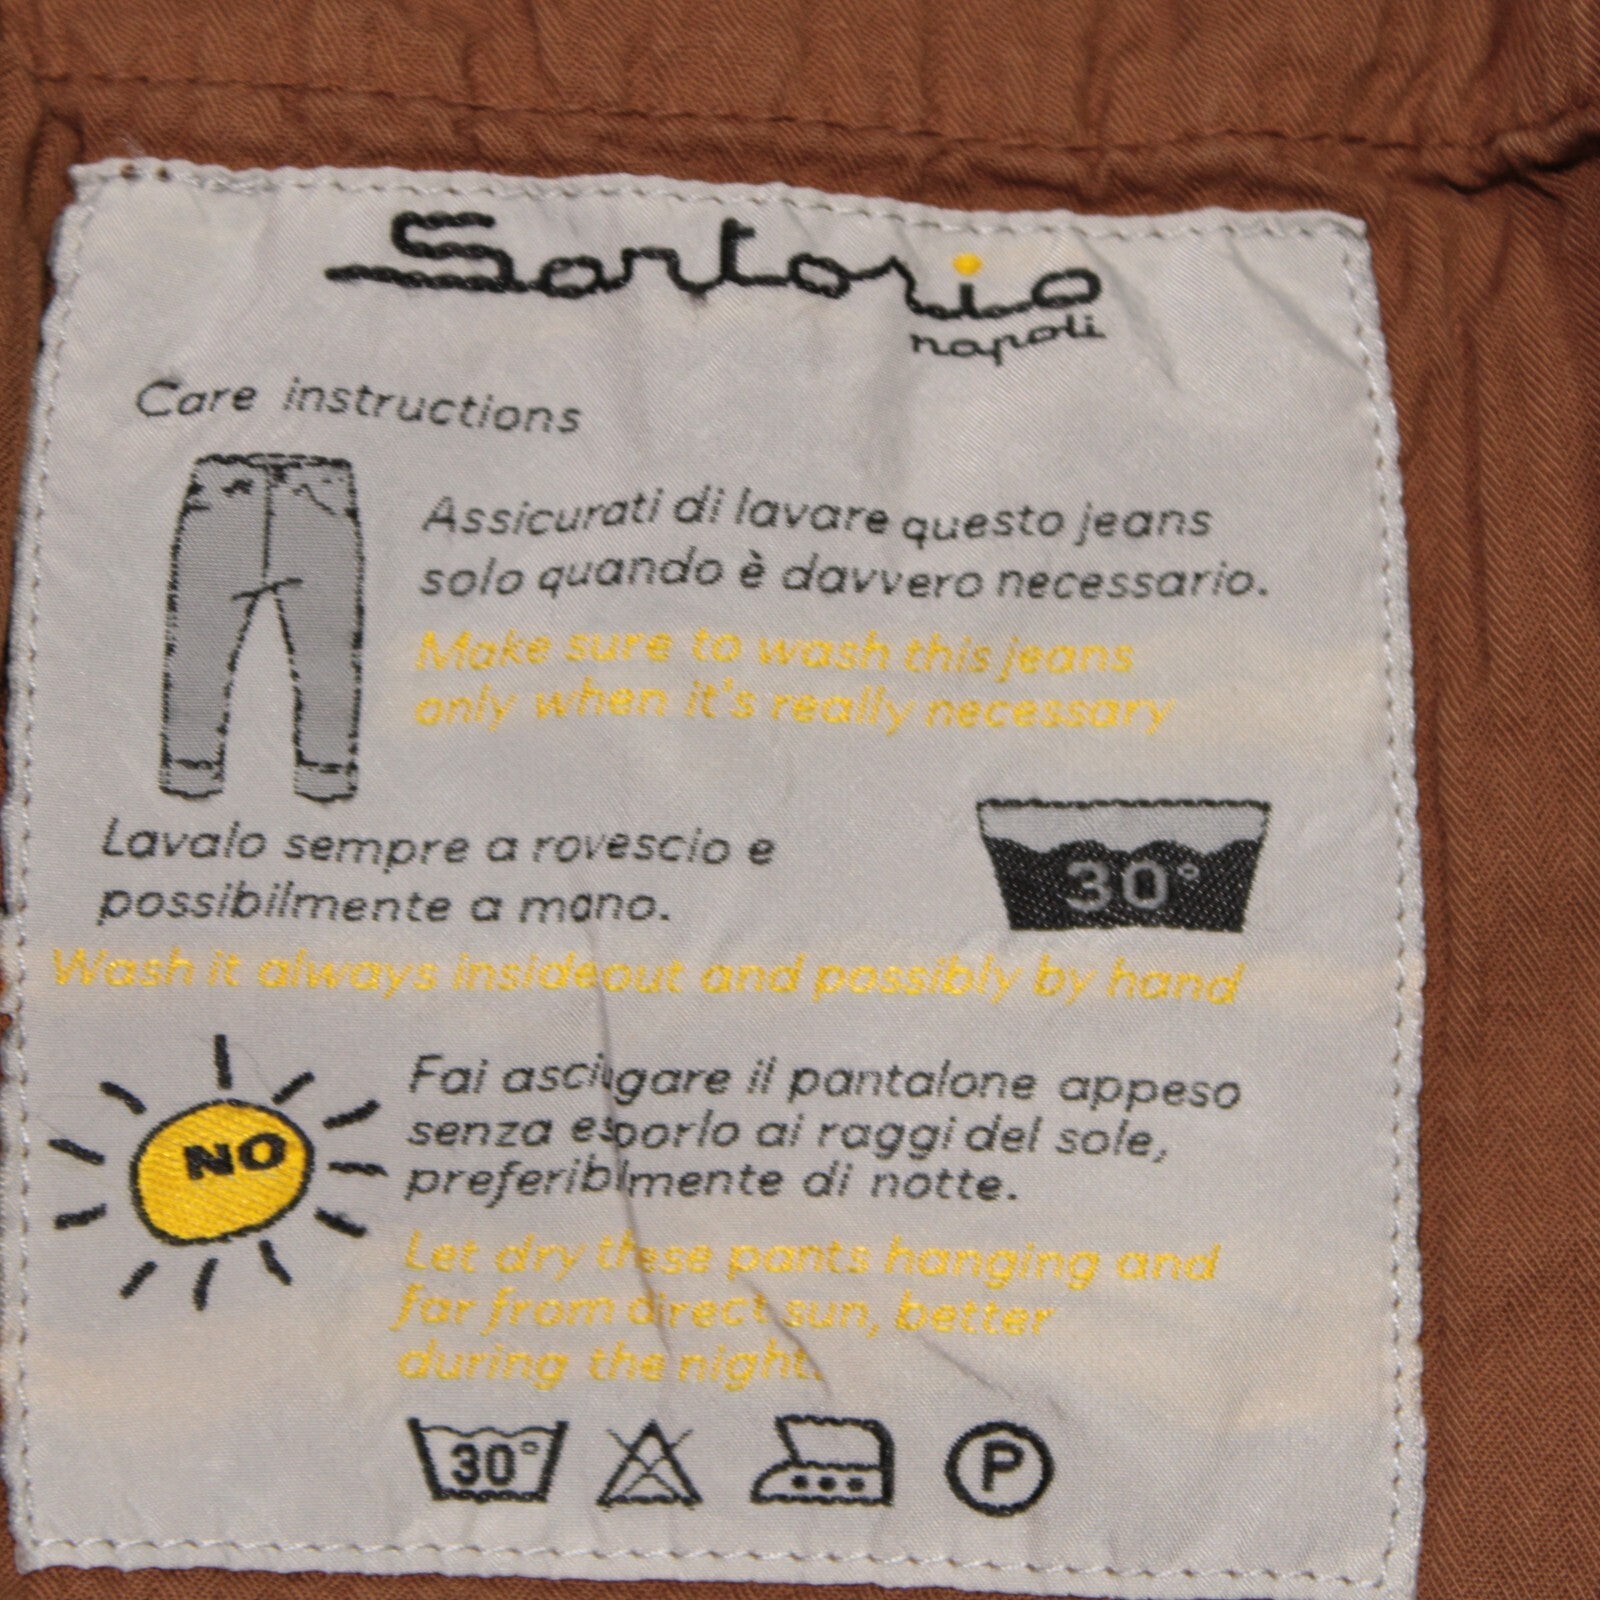 Sartorio
napoli
Care instructions
Assicurati di lavare questo jeans
solo quando è davvero necessario.
Make sure to wash this jeans
only when it's really necessary
Lavalo sempre a rovescio e
possibilmente a mano.
30°
Wash it always insideout and possibly by hand
NO
Fai asciugare il pantalone appeso
senza esporlo ai raggi del sole,
preferibilmente di notte.
Let dry these pants hanging and
far from direct sun, better
during the night.
30° P